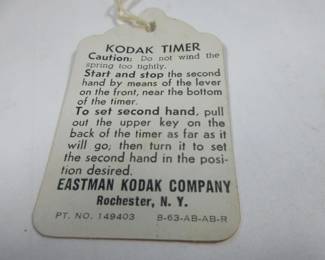 KODAK TIMER
Caution: Do not wind the
spring too tightly.
Start and stop the second
hand by means of the lever
on the front, near the bottom
of the timer.
To set second hand, pull
out the upper key on the
back of the timer as far as it
will go; then turn it to set
the second hand in the posi-
tion desired.
EASTMAN KODAK COMPANY
Rochester, N. Y.
PT. NO. 149403 8-63-AB-AB-R